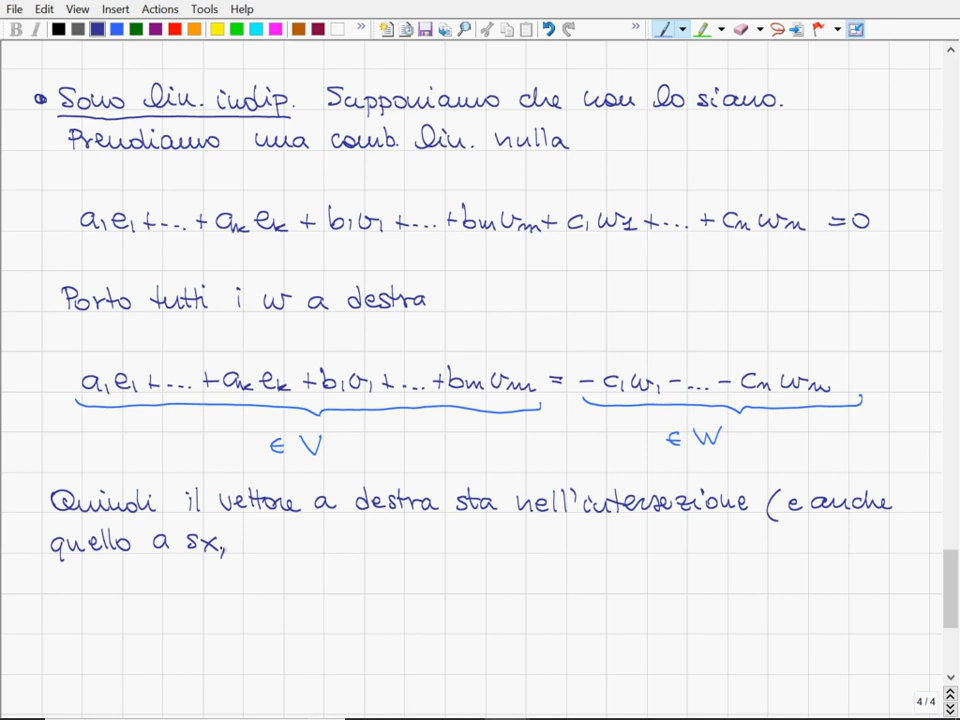 File Edit View Insert Actions Tools Help
• Sono lin. indip. Supponiamo che non lo siano.
Prendiamo una comb. lin. nulla
a₁e₁ + .... + aₖeₖ + b₁v₁ + .... + bₘvₘ + c₁w₁ + .... + cₙwₙ = 0
Porto tutti i w a destra
a₁e₁ + .... + aₖeₖ + b₁v₁ + .... + bₘvₘ = - c₁w₁ - .... - cₙwₙ
∈ V ∈ W
Quindi il vettore a destra sta nell'intersezione (e anche
quello a sx,
4 / 4